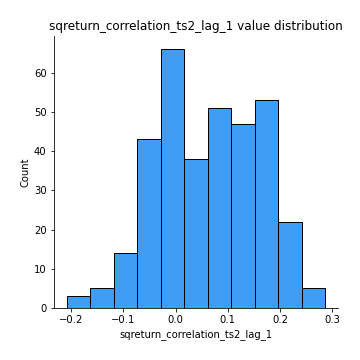 sqreturn_correlation_ts2_lag_1 value distribution
Count
60
50
40
30
20
10
0
−0.2 −0.1 0.0 0.1 0.2 0.3
sqreturn_correlation_ts2_lag_1